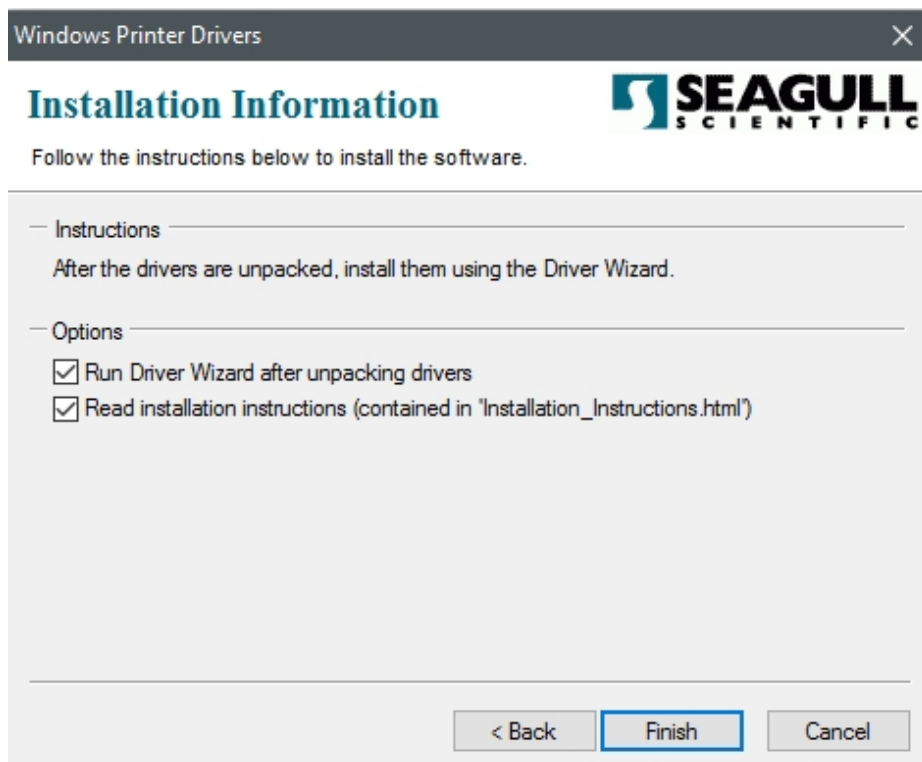 Windows Printer Drivers
Installation Information
SEAGULL
SCIENTIFIC
Follow the instructions below to install the software.
Instructions
After the drivers are unpacked, install them using the Driver Wizard.
Options
Run Driver Wizard after unpacking drivers
Read installation instructions (contained in 'Installation_Instructions.html')
< Back
Finish
Cancel